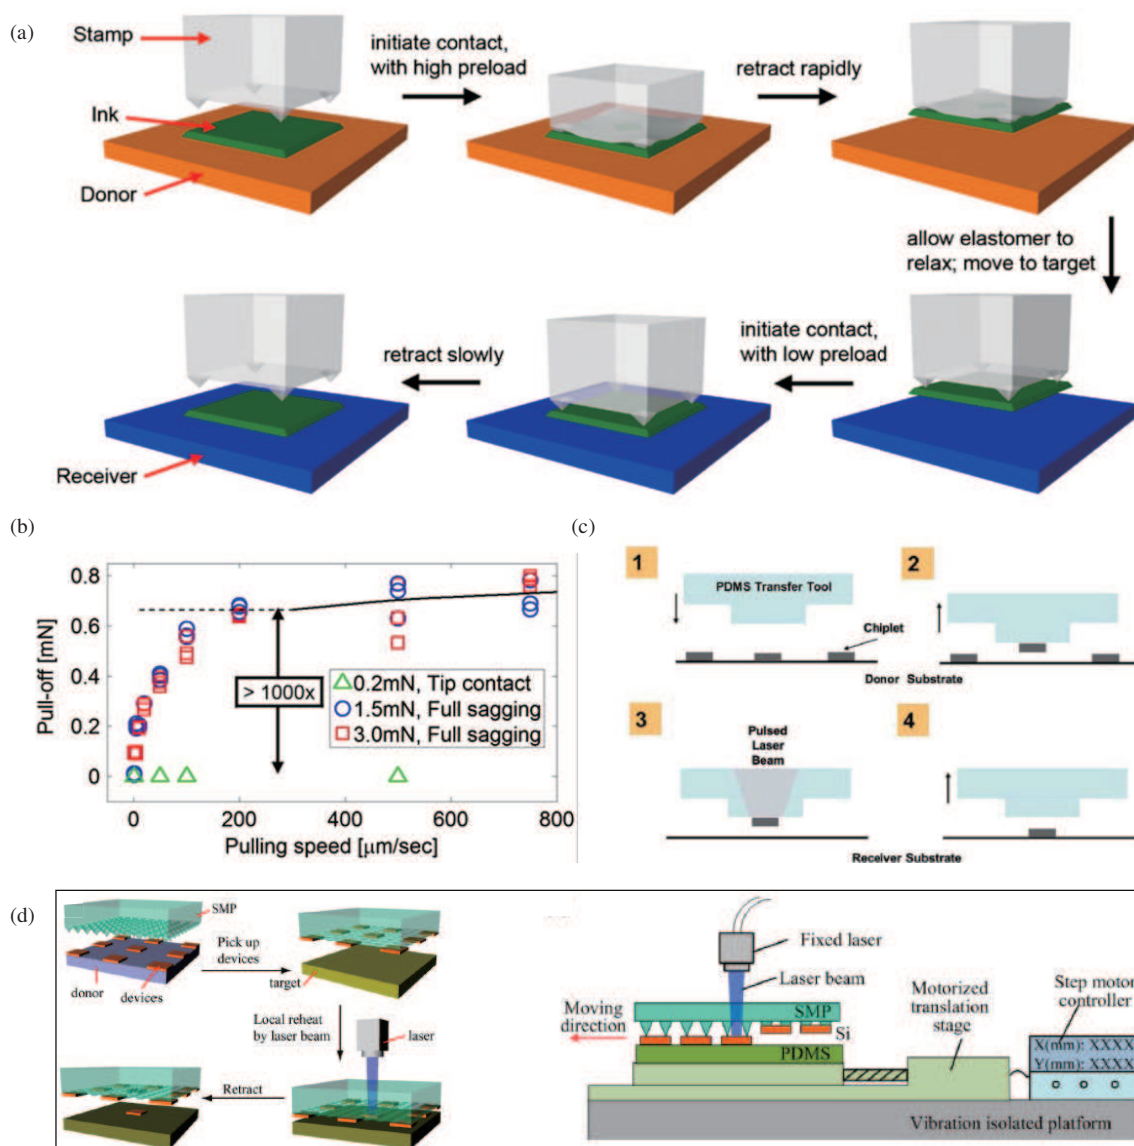 (a)
Stamp
Ink
Donor
initiate contact,
with high preload
retract rapidly
allow elastomer to
relax; move to target
initiate contact,
with low preload
retract slowly
Receiver
(b)
Pull-off [mN]
0.8
0.6
0.4
0.2
0
> 1000x
0.2mN, Tip contact
1.5mN, Full sagging
3.0mN, Full sagging
0
200
400
600
800
Pulling speed [μm/sec]
(c)
1
PDMS Transfer Tool
2
Chiplet
Donor Substrate
3
Pulsed
Laser
Beam
4
Receiver Substrate
(d)
SMP
donor
devices
Pick up
devices
target
Local reheat
by laser beam
laser
Retract
Fixed laser
Laser beam
SMP
Si
Moving
direction
PDMS
Motorized
translation
stage
Step motor
controller
X(mm): XXXX
Y(mm): XXXX
Vibration isolated platform